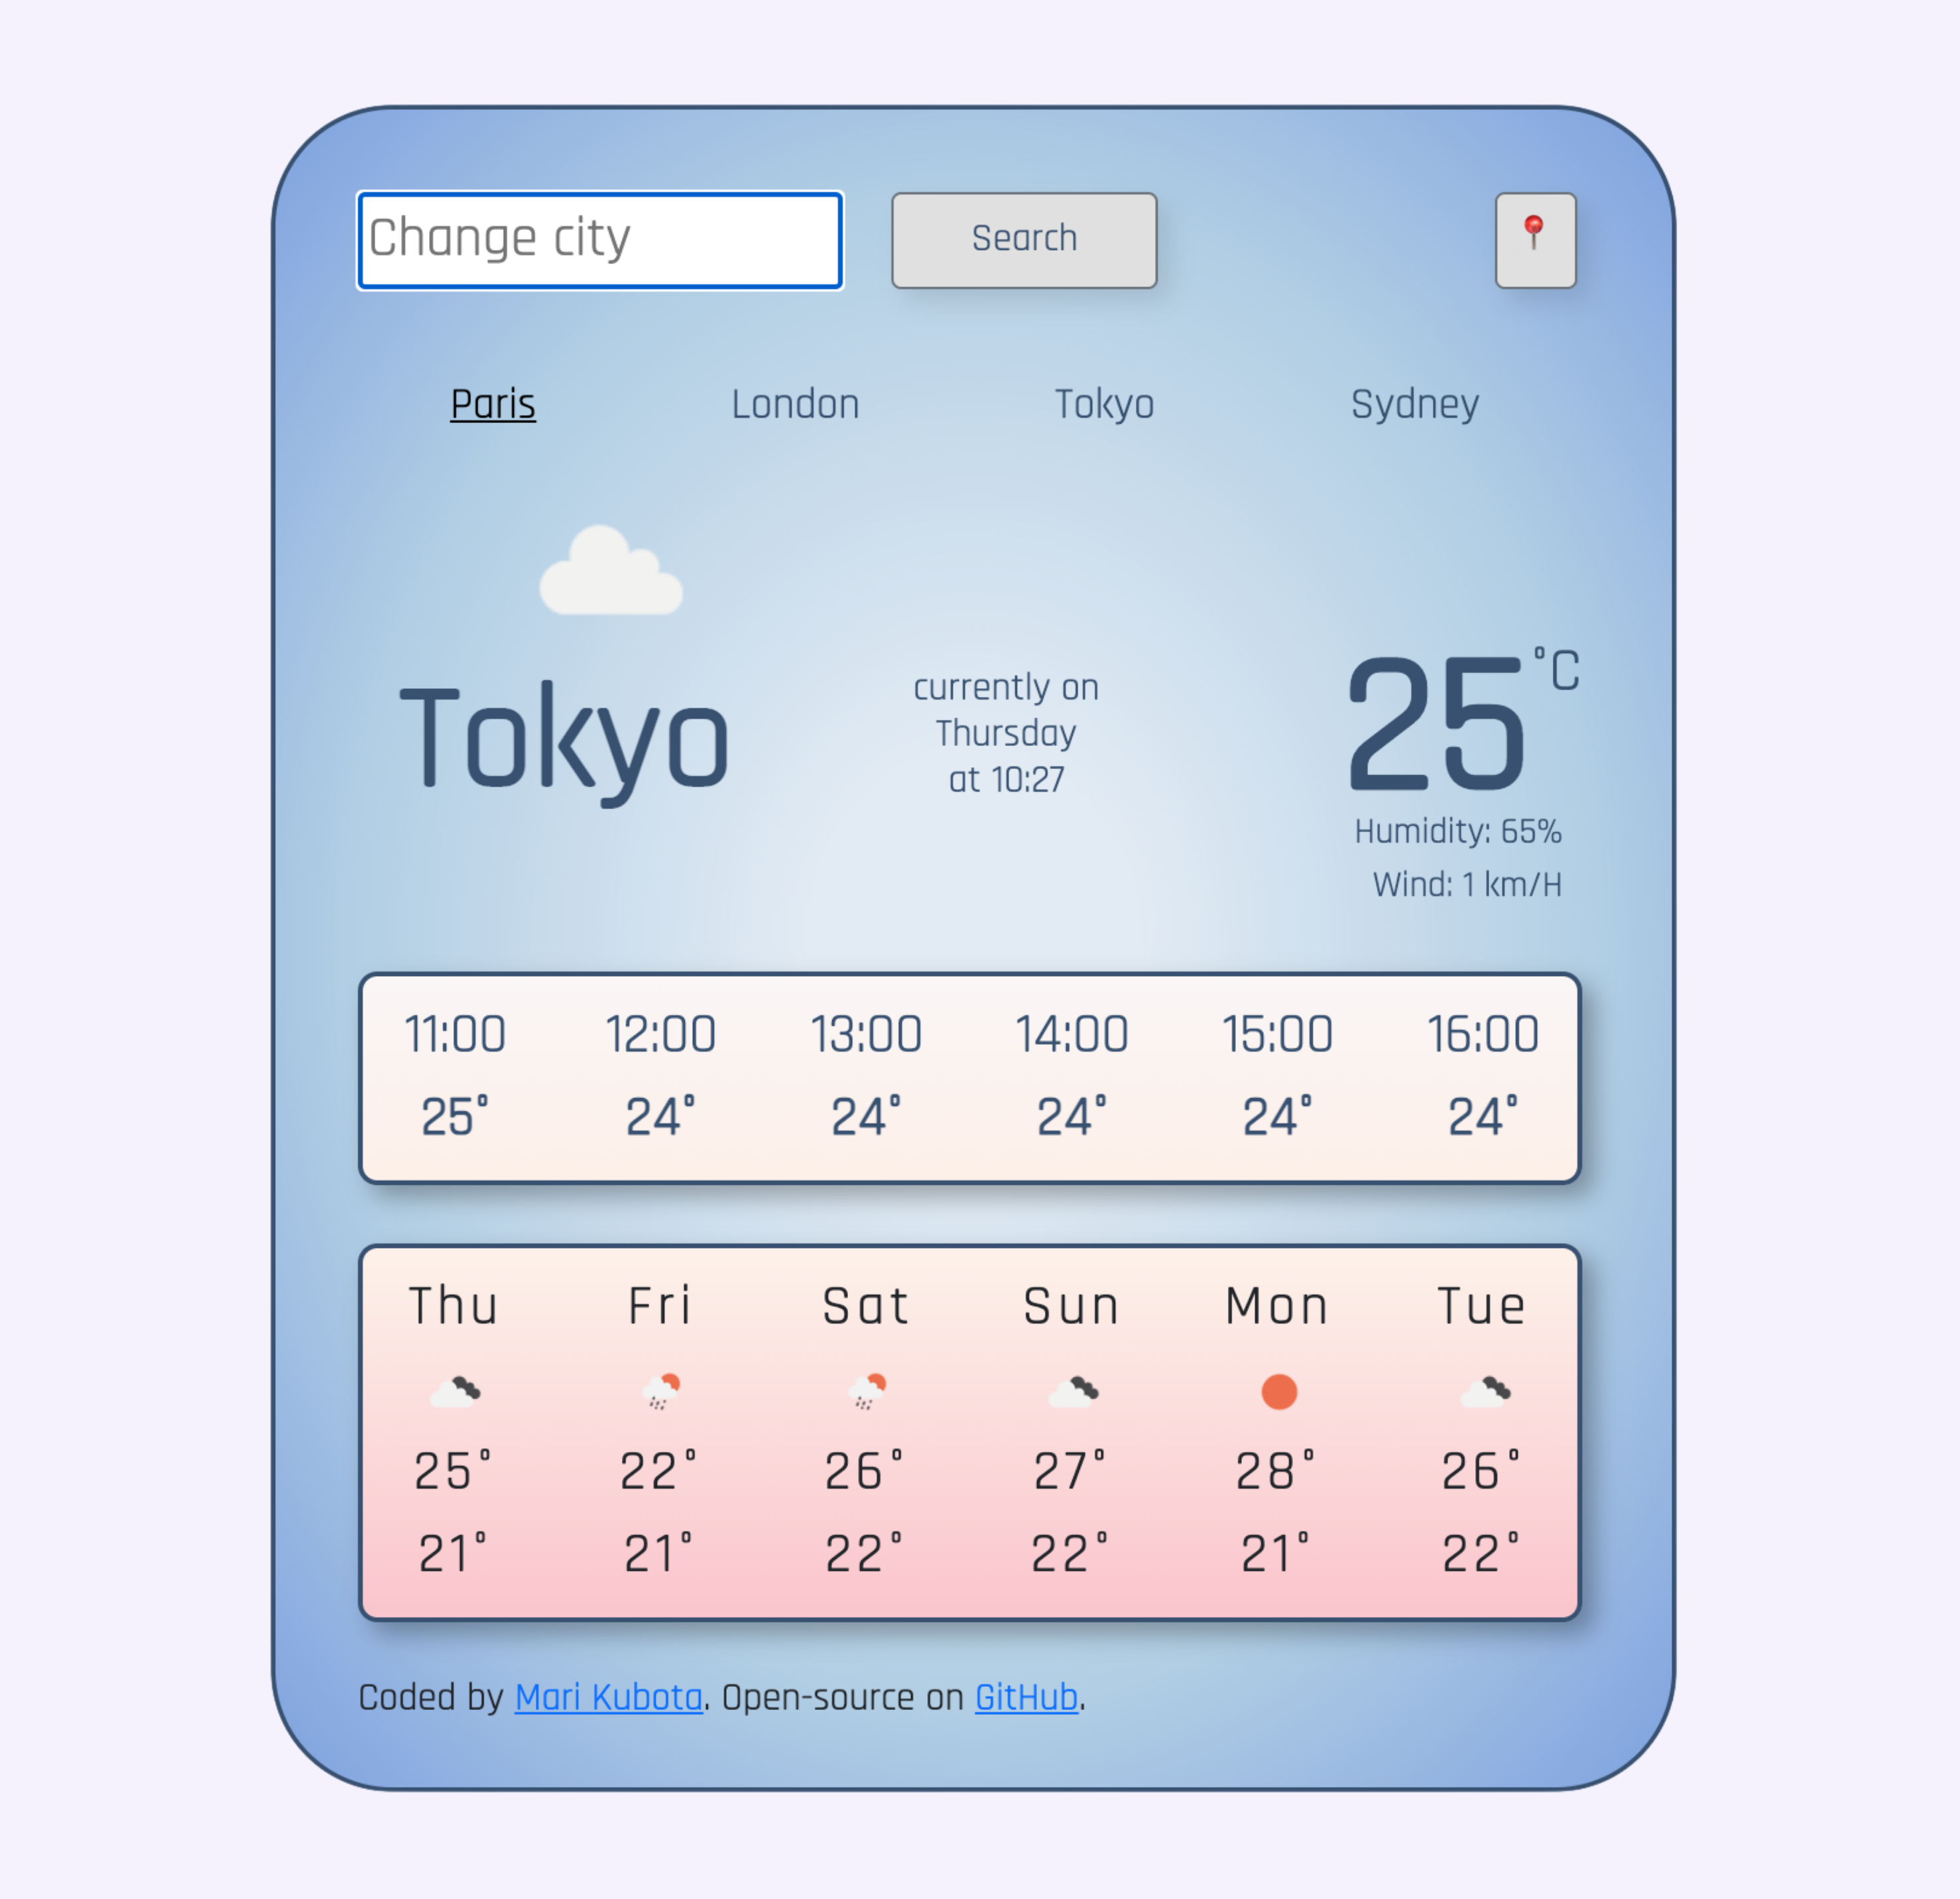 Change city
Search
Paris London Tokyo Sydney
Tokyo
currently on
Thursday
at 10:27
25°C
Humidity: 65%
Wind: 1 km/H
11:00 12:00 13:00 14:00 15:00 16:00
25° 24° 24° 24° 24° 24°
Thu Fri Sat Sun Mon Tue
25° 22° 26° 27° 28° 26°
21° 21° 22° 22° 21° 22°
Coded by Mari Kubota. Open-source on GitHub.